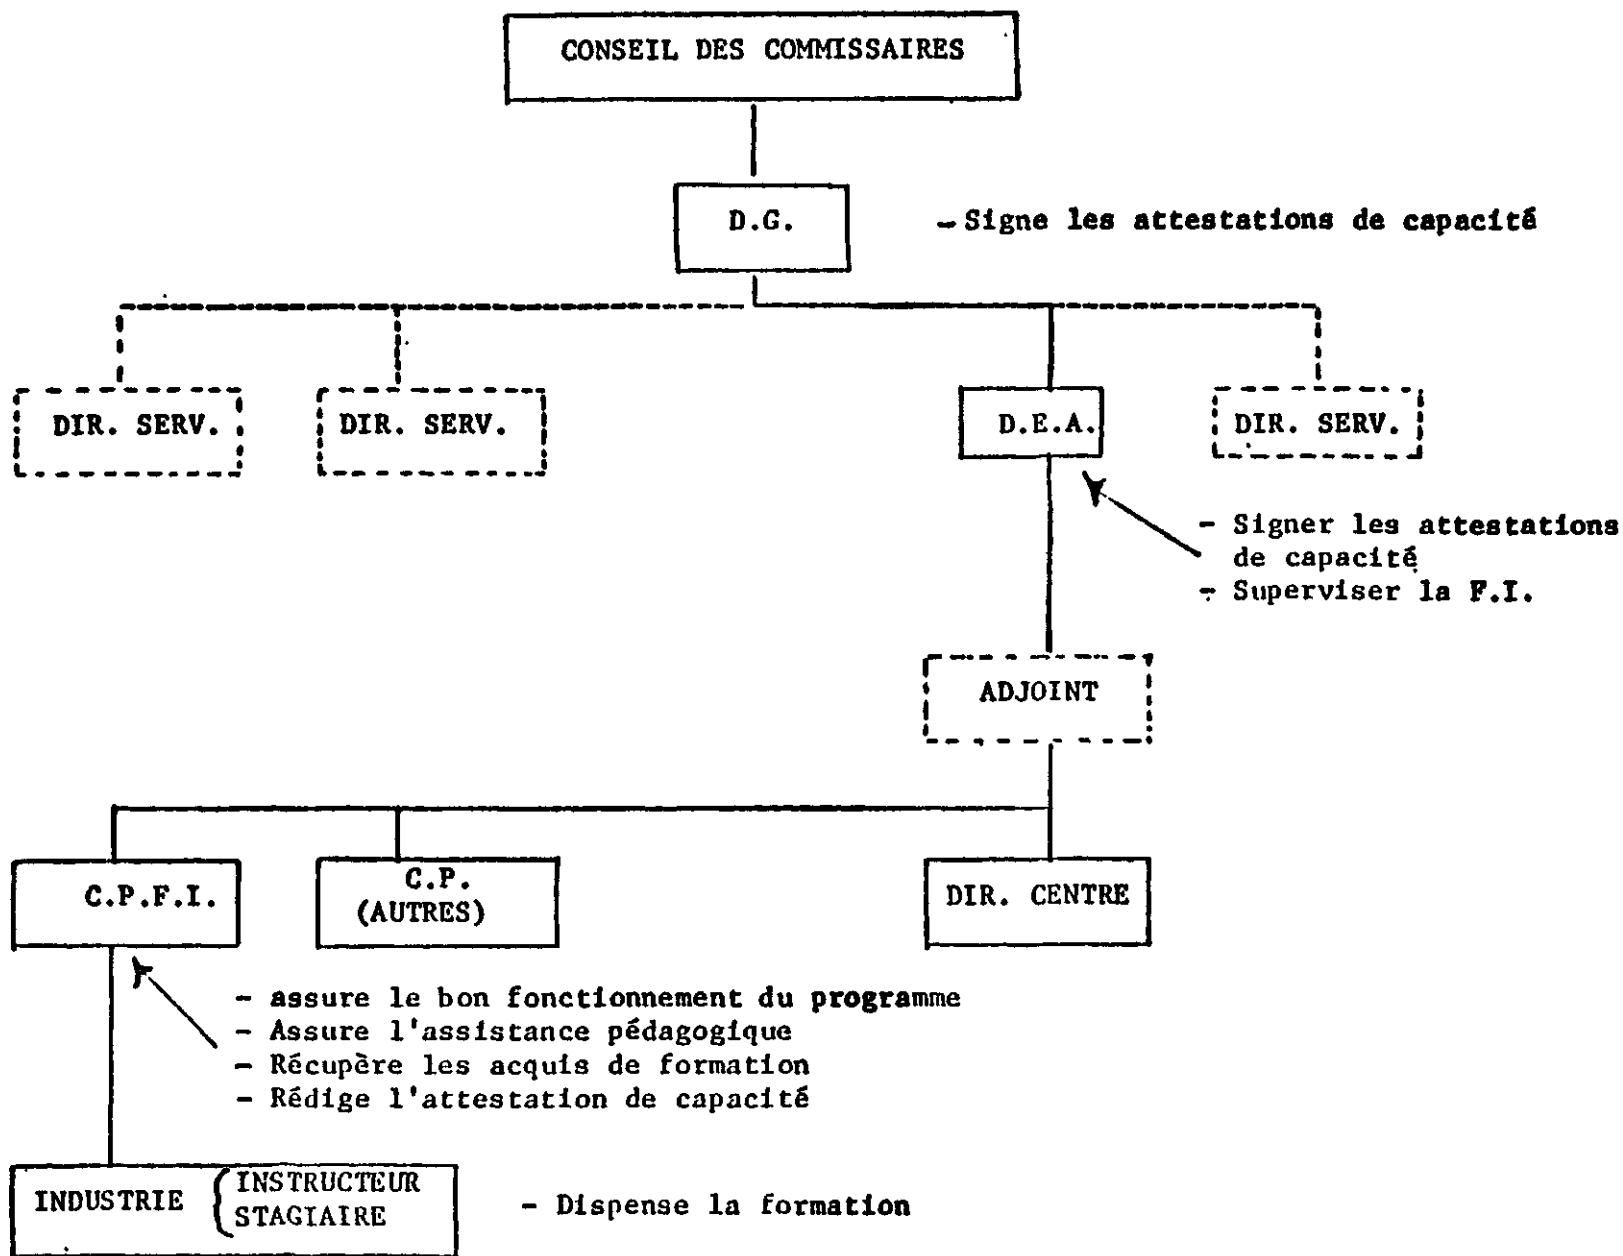 CONSEIL DES COMMISSAIRES
D.G.
- Signe les attestations de capacité
DIR. SERV.
DIR. SERV.
D.E.A.
DIR. SERV.
- Signer les attestations
de capacité
- Superviser la F.I.
ADJOINT
C.P.F.I.
C.P.
(AUTRES)
DIR. CENTRE
- assure le bon fonctionnement du programme
- Assure l'assistance pédagogique
- Récupère les acquis de formation
- Rédige l'attestation de capacité
INDUSTRIE { INSTRUCTEUR
STAGIAIRE
- Dispense la formation